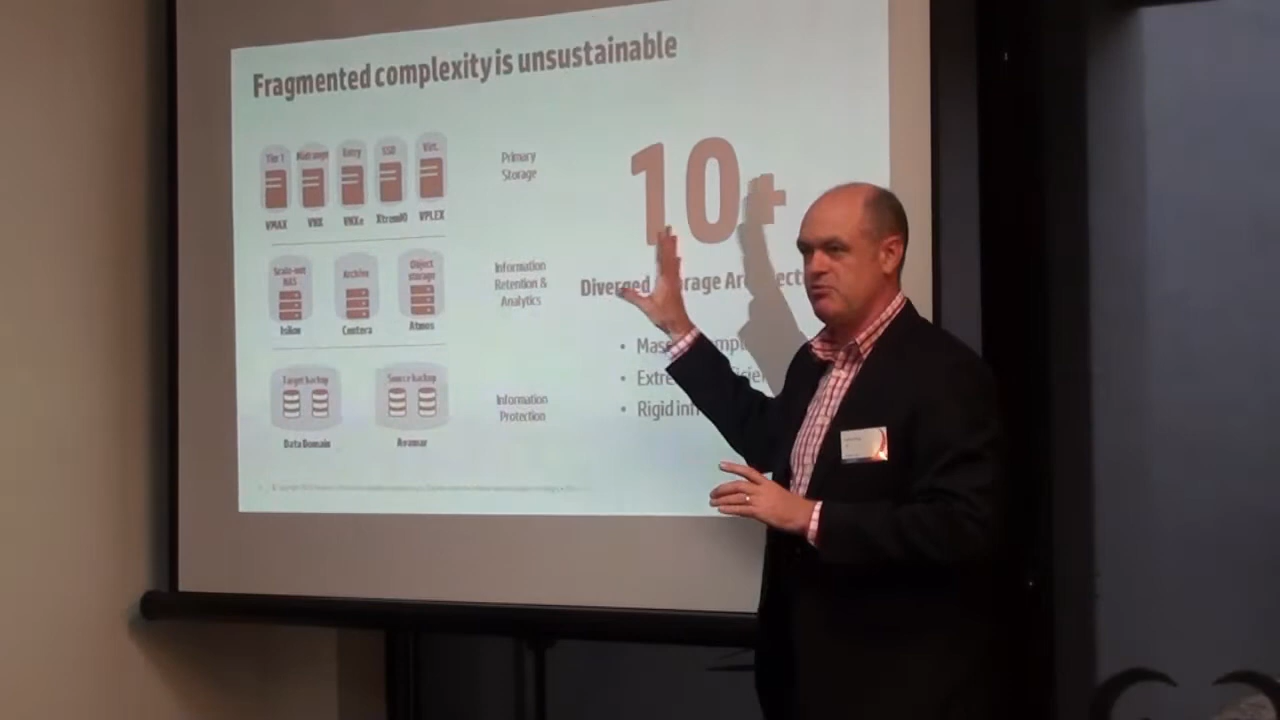 Fragmented complexity is unsustainable
Tier 1 Midrange Entry SSD Virt.
VMAX VNX VNXe XtremIO VPLEX
Primary
Storage
10+
Scale-out
NAS
Archive
Object
storage
Isilon Centera Atmos
Information
Retention &
Analytics
Diverged Storage
Target backup Source backup
Data Domain Avamar
Information
Protection
•
•
• Rigid